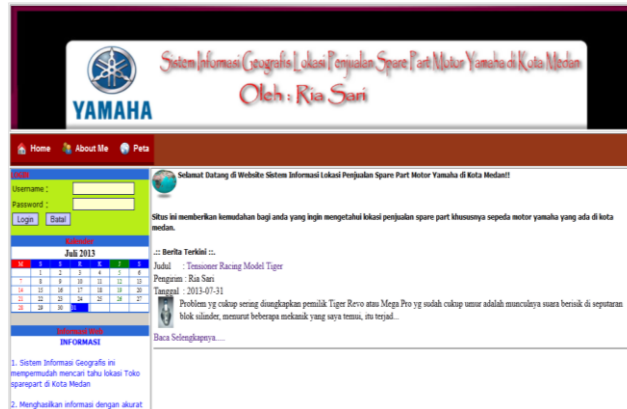 Sistem Informasi Geografis Lokasi Penjualan Spare Part Motor Yamaha di Kota Medan
Oleh : Ria Sari
YAMAHA
Home About Me Peta
LOGIN
Username :
Password :
Login Batal
Kalender
Juli 2013
M S S R K J S
1 2 3 4 5 6
7 8 9 10 11 12 13
14 15 16 17 18 19 20
21 22 23 24 25 26 27
28 29 30 31
Informasi Web
INFORMASI
1. Sistem Informasi Geografis ini
mempermudah mencari tahu lokasi Toko
sparepart di Kota Medan
2. Menghasilkan informasi dengan akurat
Selamat Datang di Website Sistem Informasi Lokasi Penjualan Spare Part Motor Yamaha di Kota Medan!!
Situs ini memberikan kemudahan bagi anda yang ingin mengetahui lokasi penjualan spare part khususnya sepeda motor yamaha yang ada di kota
medan.
.:: Berita Terkini ::.
Judul : Tensioner Racing Model Tiger
Pengirim : Ria Sari
Tanggal : 2013-07-31
Problem yg cukup sering diungkapkan pemilik Tiger Revo atau Mega Pro yg sudah cukup umur adalah munculnya suara berisik di seputaran
blok silinder, menurut beberapa mekanik yang saya temui, itu terjad...
Baca Selengkapnya.....